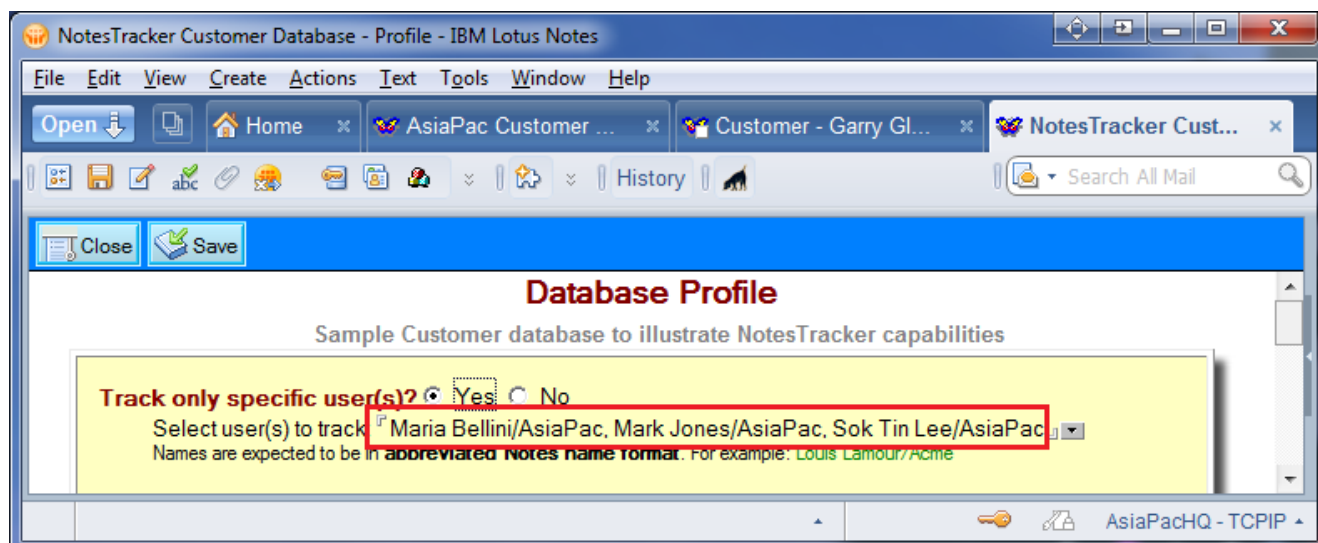 NotesTracker Customer Database - Profile - IBM Lotus Notes
File Edit View Create Actions Text Tools Window Help
Open Home AsiaPac Customer ... Customer - Garry Gl... NotesTracker Cust...
abc History Search All Mail
Close Save
Database Profile
Sample Customer database to illustrate NotesTracker capabilities
Track only specific user(s)? Yes No
Select user(s) to track Maria Bellini/AsiaPac, Mark Jones/AsiaPac, Sok Tin Lee/AsiaPac
Names are expected to be in abbreviated Notes name format. For example: Louis Lamour/Acme
AsiaPacHQ - TCPIP